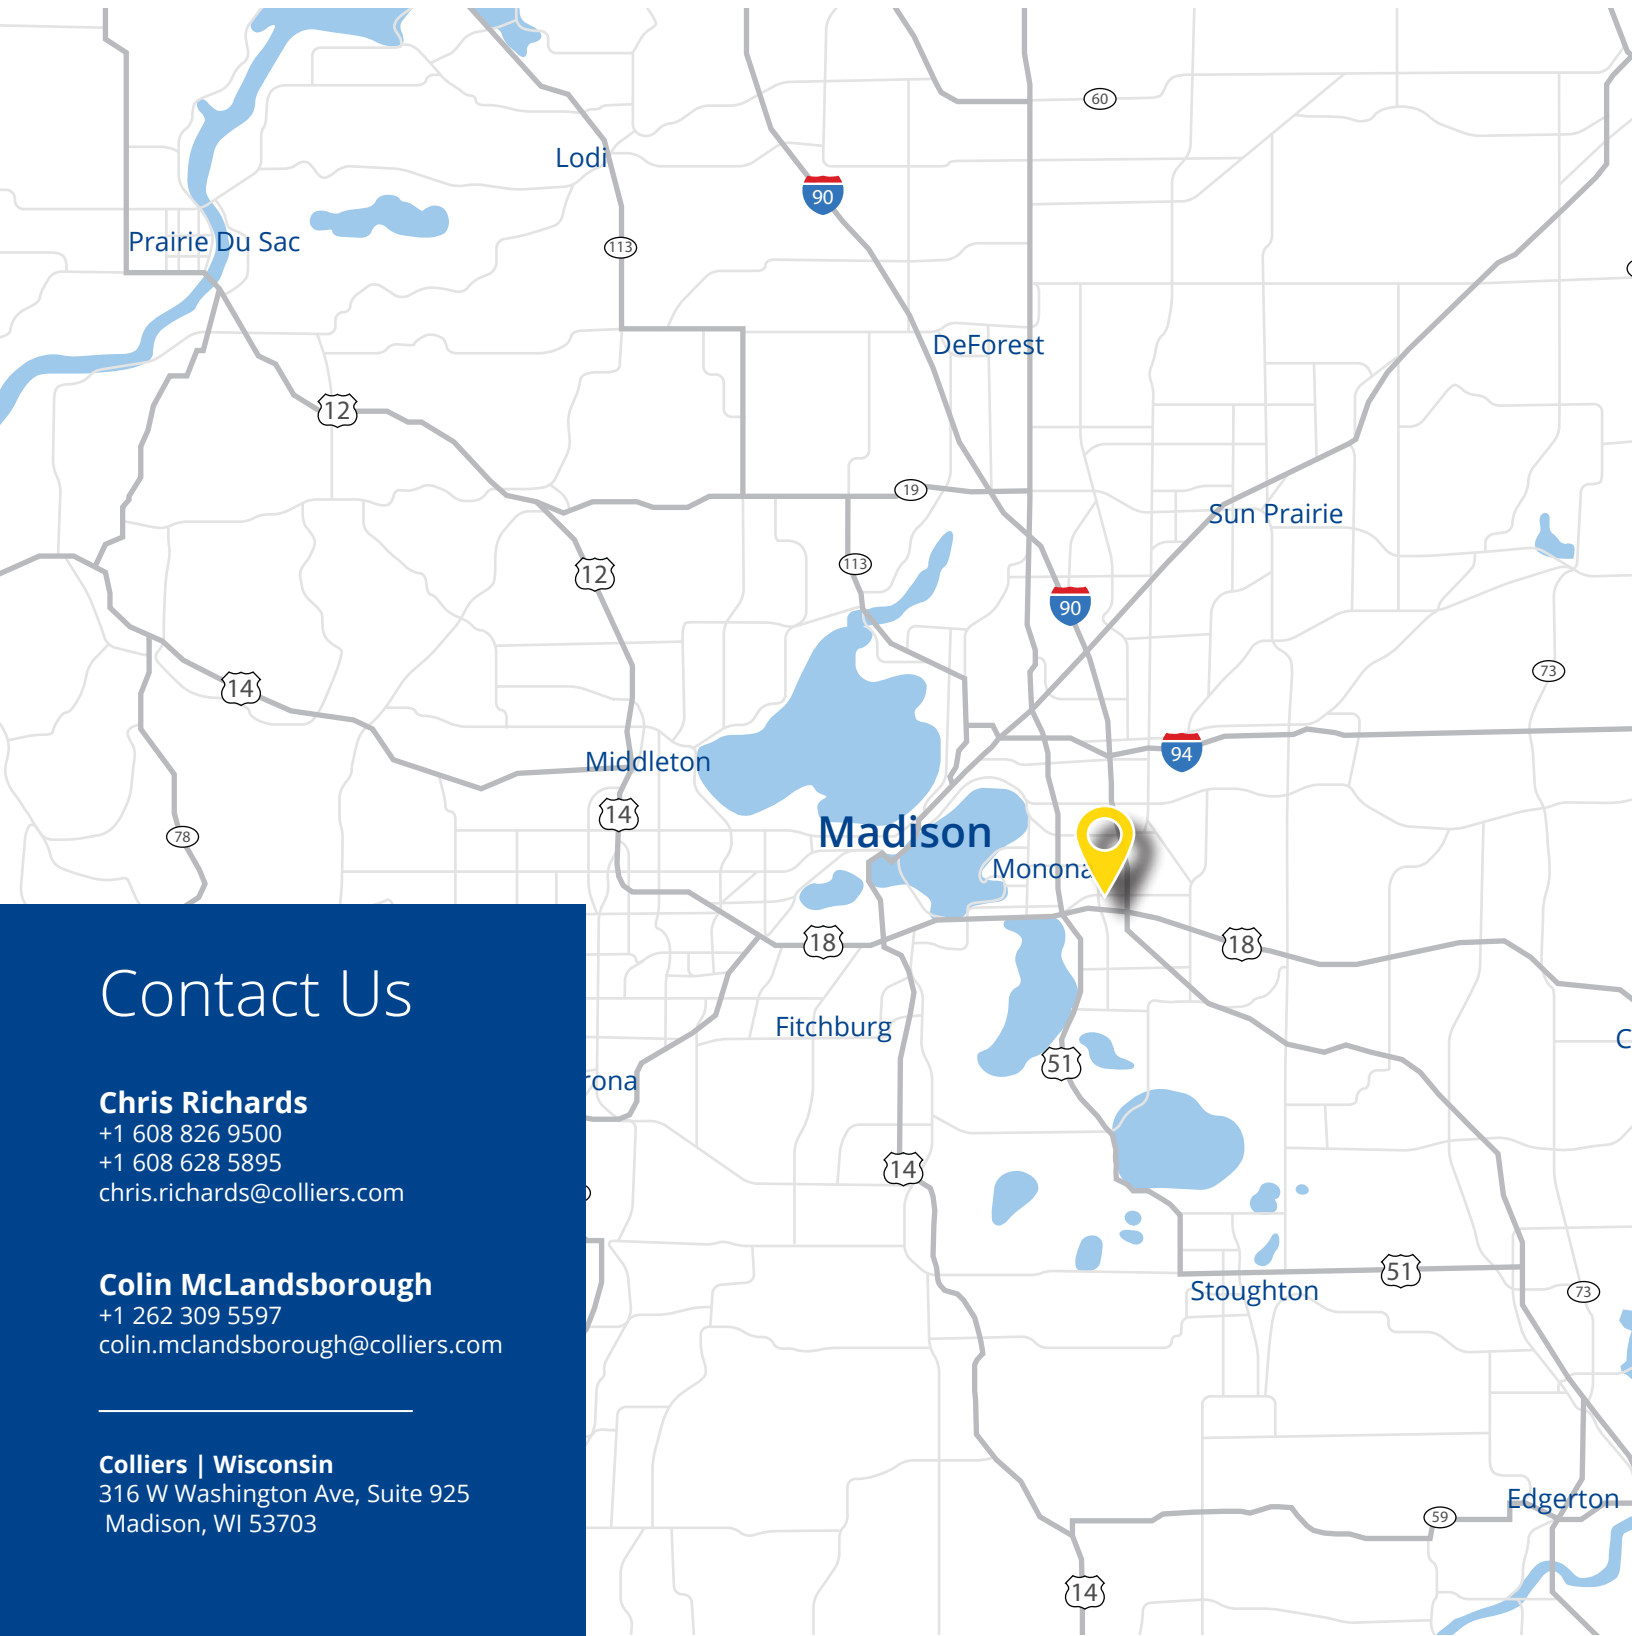 60
Lodi
90
113
Prairie Du Sac
DeForest
12
19
Sun Prairie
113
12
90
73
14
94
Middleton
14
Madison
78
Monona
18
18
Fitchburg
C
51
rona
14
51
Stoughton
73
Edgerton
59
14
Contact Us
Chris Richards
+1 608 826 9500
+1 608 628 5895
chris.richards@colliers.com
Colin McLandsborough
+1 262 309 5597
colin.mclandsborough@colliers.com
Colliers | Wisconsin
316 W Washington Ave, Suite 925
Madison, WI 53703